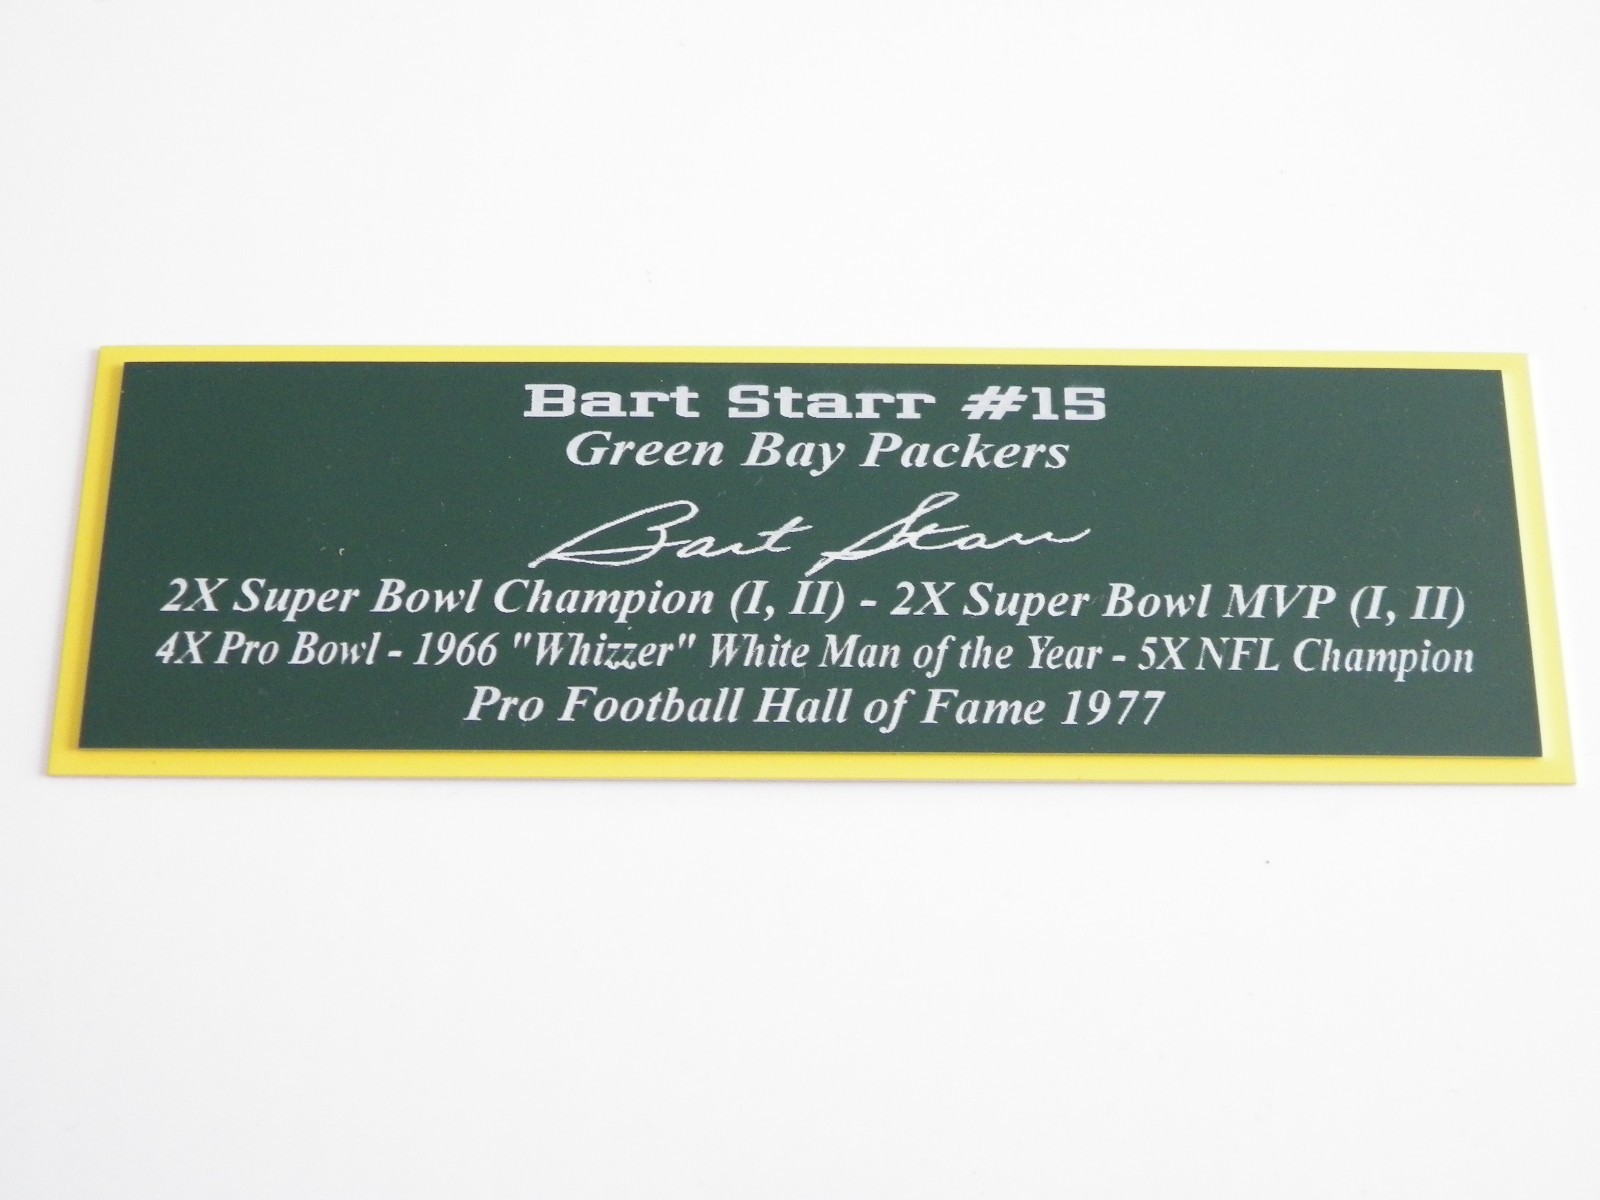 Bart Starr #15
Green Bay Packers
Bart Starr
2X Super Bowl Champion (I, II) - 2X Super Bowl MVP (I, II)
4X Pro Bowl - 1966 "Whizzer" White Man of the Year - 5X NFL Champion
Pro Football Hall of Fame 1977